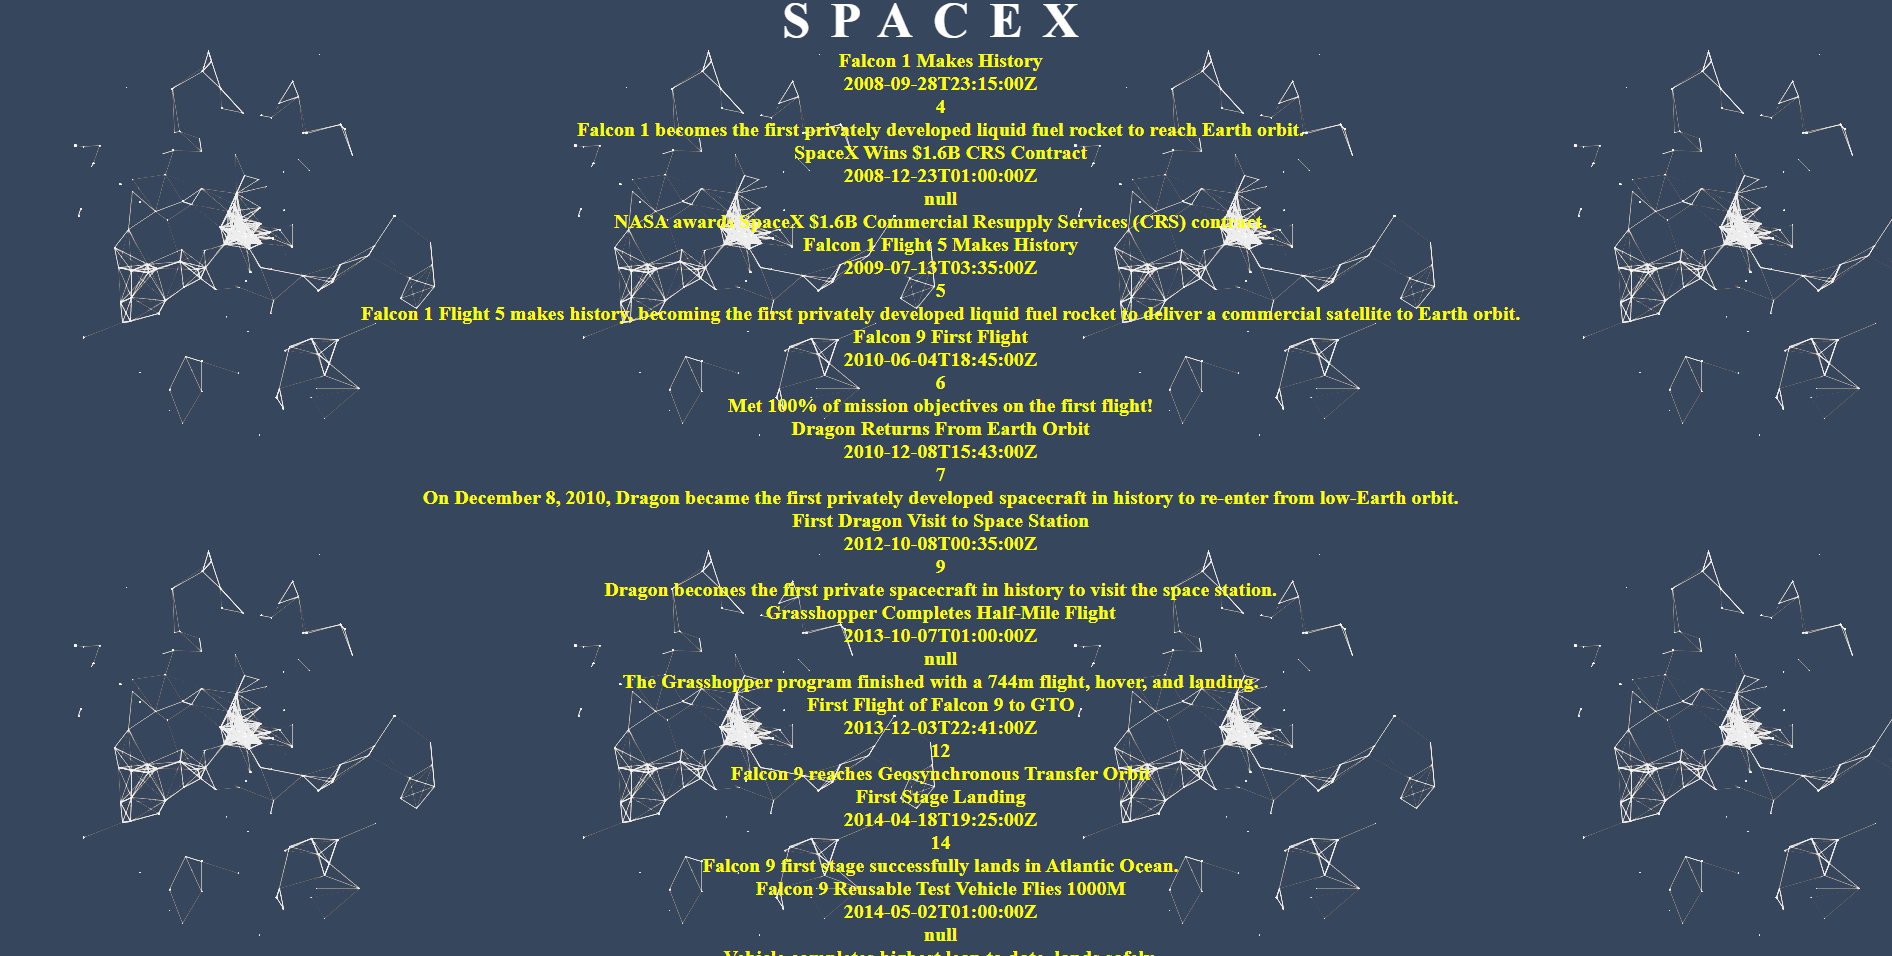 SPACEX
Falcon 1 Makes History
2008-09-28T23:15:00Z
4
Falcon 1 becomes the first privately developed liquid fuel rocket to reach Earth orbit.
SpaceX Wins $1.6B CRS Contract
2008-12-23T01:00:00Z
null
NASA awards SpaceX $1.6B Commercial Resupply Services (CRS) contract.
Falcon 1 Flight 5 Makes History
2009-07-13T03:35:00Z
5
Falcon 1 Flight 5 makes history, becoming the first privately developed liquid fuel rocket to deliver a commercial satellite to Earth orbit.
Falcon 9 First Flight
2010-06-04T18:45:00Z
6
Met 100% of mission objectives on the first flight!
Dragon Returns From Earth Orbit
2010-12-08T15:43:00Z
7
On December 8, 2010, Dragon became the first privately developed spacecraft in history to re-enter from low-Earth orbit.
First Dragon Visit to Space Station
2012-10-08T00:35:00Z
9
Dragon becomes the first private spacecraft in history to visit the space station.
Grasshopper Completes Half-Mile Flight
2013-10-07T01:00:00Z
null
The Grasshopper program finished with a 744m flight, hover, and landing.
First Flight of Falcon 9 to GTO
2013-12-03T22:41:00Z
12
Falcon 9 reaches Geosynchronous Transfer Orbit
First Stage Landing
2014-04-18T19:25:00Z
14
Falcon 9 first stage successfully lands in Atlantic Ocean.
Falcon 9 Reusable Test Vehicle Flies 1000M
2014-05-02T01:00:00Z
null
Vehicle completes highest leap to date, lands safely